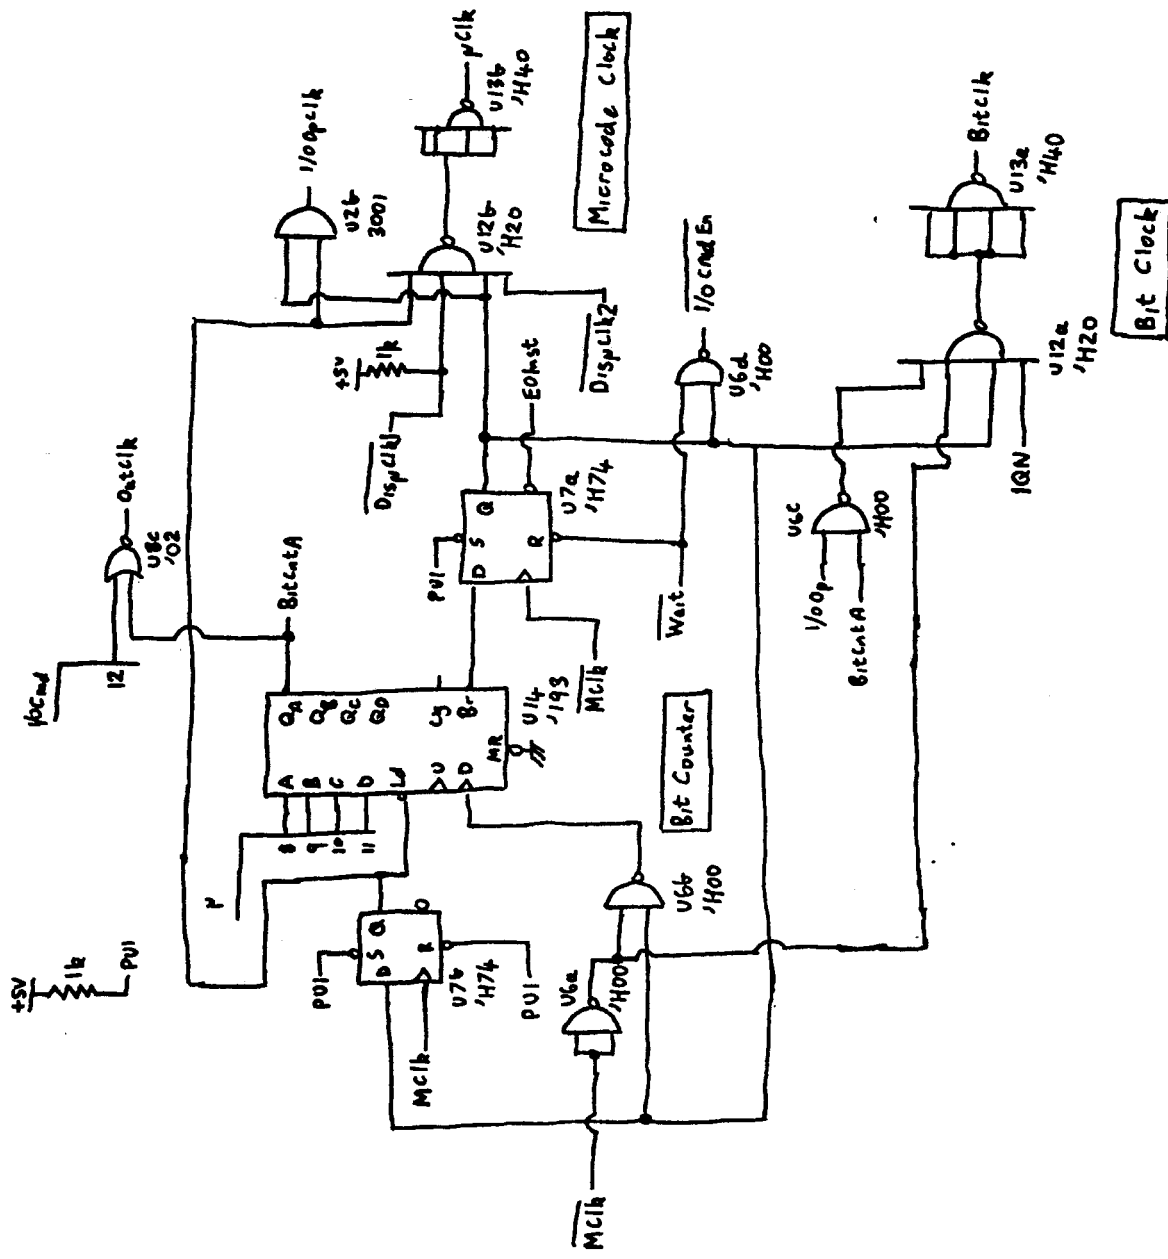 +5V
1k
PU1
I/OCmd
12
U8c
'02
DatClk
BitCntA
μ
8
9
10
11
A
B
C
D
Ld
U
D
MR
QA
QB
QC
QD
Cy
Br
U14
'193
PU1
D
S
Q
R
U7b
'H74
PU1
MClk
MClk
U6a
'H00
U6b
'H00
Bit Counter
PU1
D
S
Q
R
U7a
'H74
EOInst
MClk
Wait
+5V
1k
DispClk1
DispClk2
U2b
3001
I/OOpClk
U12b
'H20
U13b
'H40
μClk
Microcode Clock
U6d
'H00
I/OCmdEn
I/OOp
BitCntA
U6c
'H00
IQN
U12a
'H20
U13a
'H40
BitClk
Bit Clock